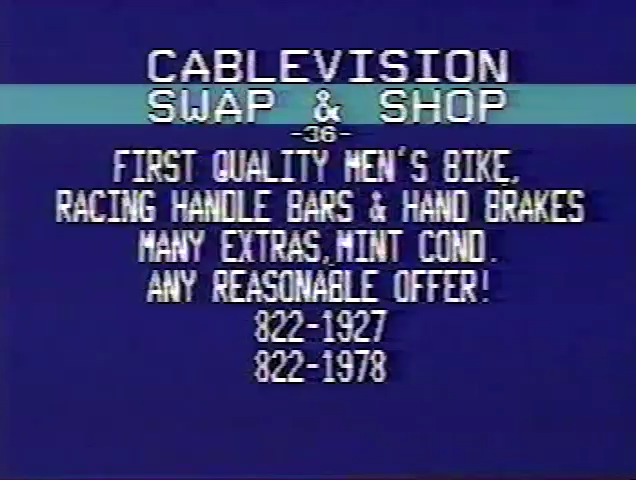 CABLEVISION
SWAP & SHOP
-36-
FIRST QUALITY MEN'S BIKE,
RACING HANDLE BARS & HAND BRAKES
MANY EXTRAS,MINT COND.
ANY REASONABLE OFFER!
822-1927
822-1978